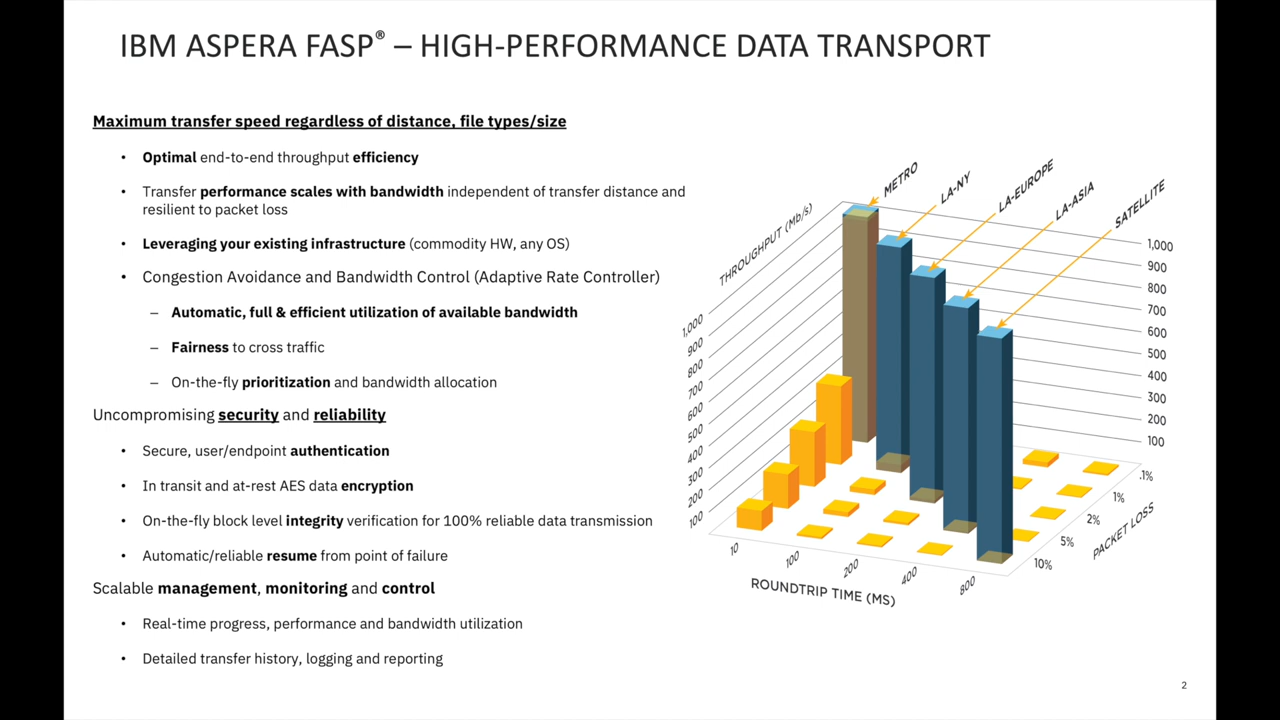 IBM ASPERA FASP® – HIGH-PERFORMANCE DATA TRANSPORT
Maximum transfer speed regardless of distance, file types/size
• Optimal end-to-end throughput efficiency
• Transfer performance scales with bandwidth independent of transfer distance and
resilient to packet loss
• Leveraging your existing infrastructure (commodity HW, any OS)
• Congestion Avoidance and Bandwidth Control (Adaptive Rate Controller)
– Automatic, full & efficient utilization of available bandwidth
– Fairness to cross traffic
– On-the-fly prioritization and bandwidth allocation
Uncompromising security and reliability
• Secure, user/endpoint authentication
• In transit and at-rest AES data encryption
• On-the-fly block level integrity verification for 100% reliable data transmission
• Automatic/reliable resume from point of failure
Scalable management, monitoring and control
• Real-time progress, performance and bandwidth utilization
• Detailed transfer history, logging and reporting
METRO
LA-NY
LA-EUROPE
LA-ASIA
SATELLITE
THROUGHPUT (Mb/s)
1,000
900
800
700
600
500
400
300
200
100
1,000
900
800
700
600
500
400
300
200
100
10
100
200
400
800
ROUNDTRIP TIME (MS)
.1%
1%
2%
5%
10%
PACKET LOSS
2